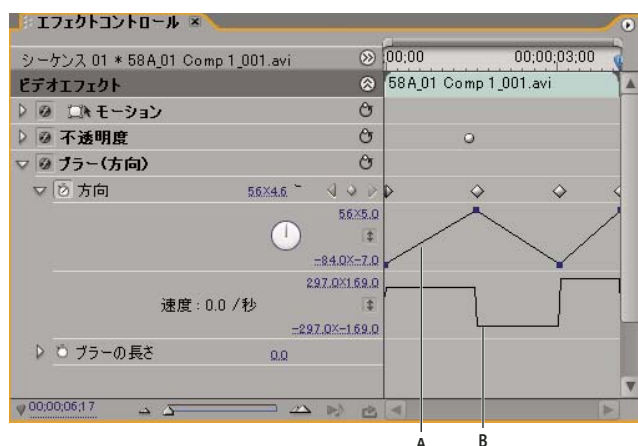 エフェクトコントロール
シーケンス 01 * 58A_01 Comp 1_001.avi
:00;00 00;00;03;00
ビデオエフェクト
58A_01 Comp 1_001.avi
モーション
不透明度
ブラー(方向)
方向 56X4.6 ~
56X5.0
-84.0X-7.0
297.0X169.0
速度 : 0.0 / 秒
-297.0X-169.0
ブラーの長さ 0.0
00;00;06;17
A B